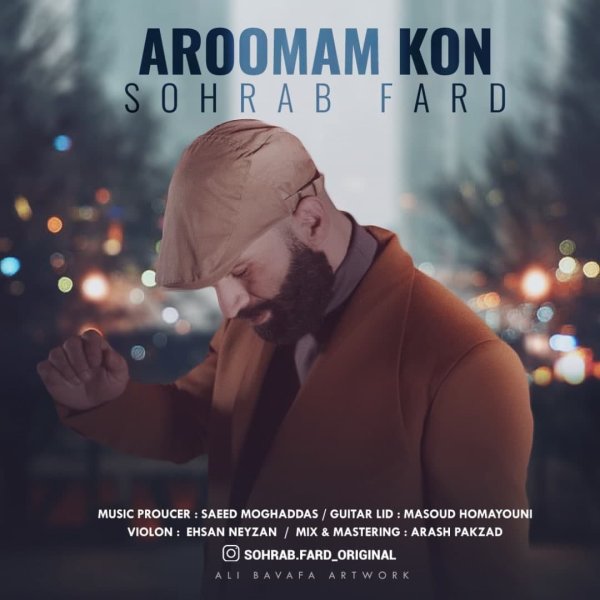 AROOMAM KON
SOHRAB FARD
MUSIC PROUCER : SAEED MOGHADDAS / GUITAR LID : MASOUD HOMAYOUNI
VIOLON : EHSAN NEYZAN / MIX & MASTERING : ARASH PAKZAD
SOHRAB.FARD_ORIGINAL
ALI BAVAFA ARTWORK